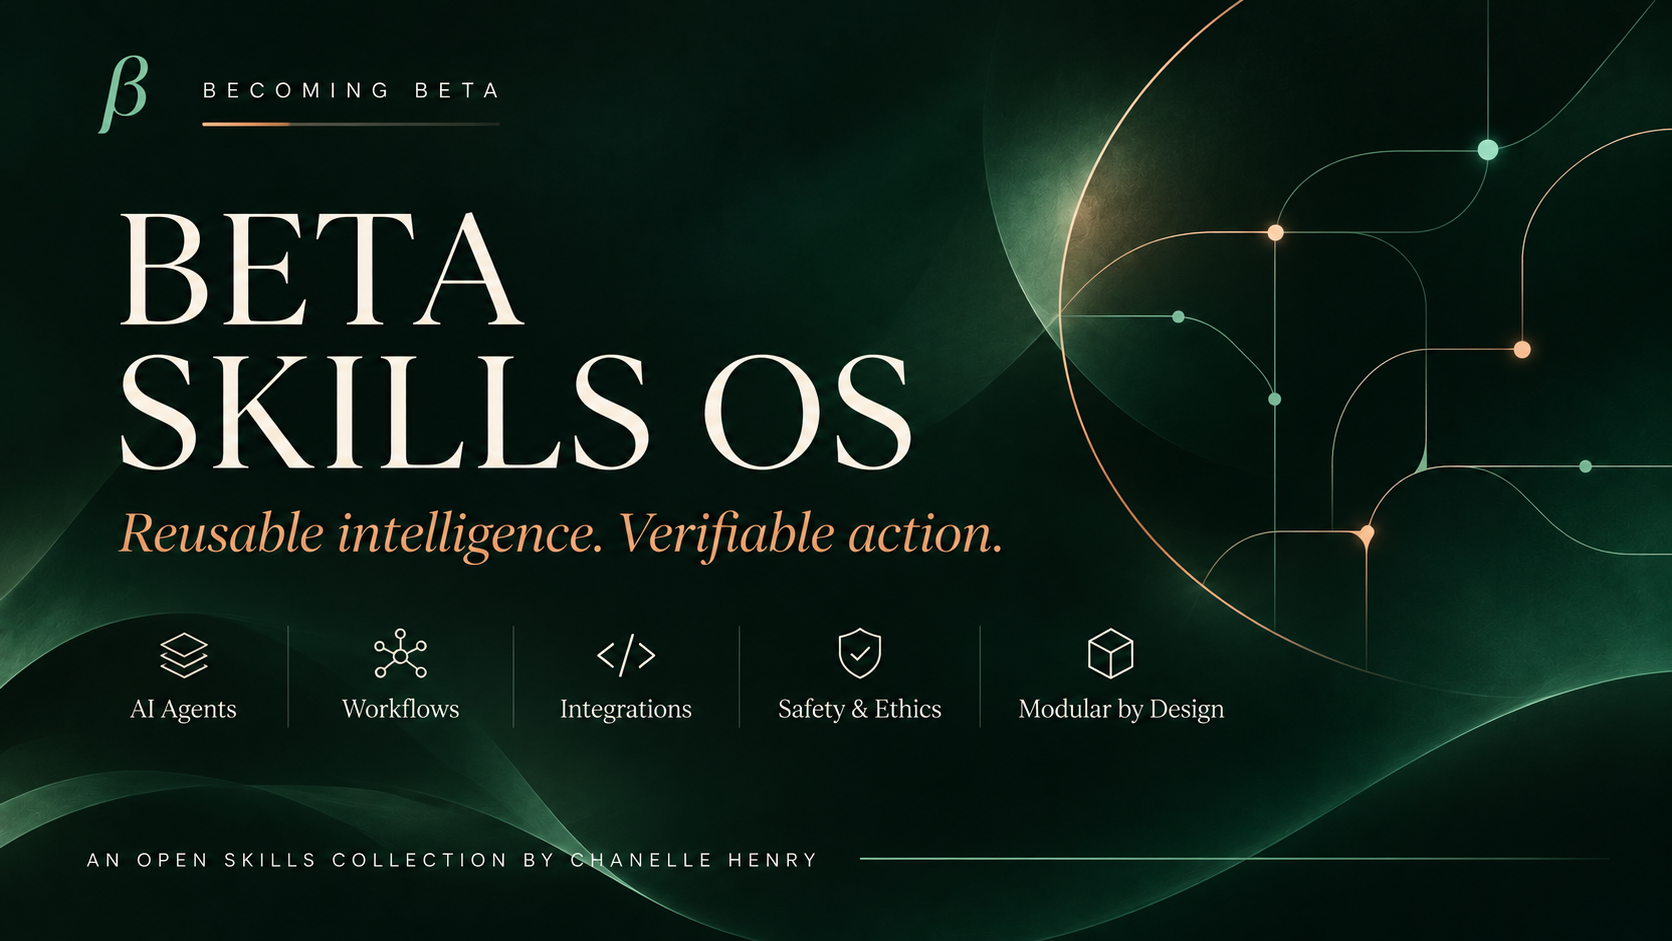 β
BECOMING BETA
BETA
SKILLS OS
Reusable intelligence. Verifiable action.
AI Agents
Workflows
Integrations
Safety & Ethics
Modular by Design
AN OPEN SKILLS COLLECTION BY CHANELLE HENRY